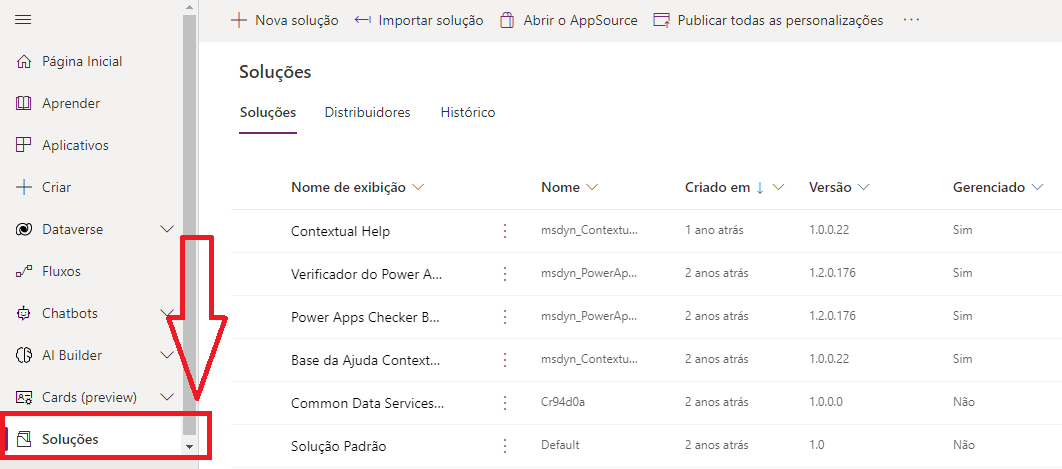 Nova solução Importar solução Abrir o AppSource Publicar todas as personalizações ...
Página Inicial
Aprender
Aplicativos
Criar
Dataverse
Fluxos
Chatbots
AI Builder
Cards (preview)
Soluções
Soluções
Soluções Distribuidores Histórico
Nome de exibição Nome Criado em Versão Gerenciado
Contextual Help msdyn_Contextu... 1 ano atrás 1.0.0.22 Sim
Verificador do Power A... msdyn_PowerAp... 2 anos atrás 1.2.0.176 Sim
Power Apps Checker B... msdyn_PowerAp... 2 anos atrás 1.2.0.176 Sim
Base da Ajuda Context... msdyn_Contextu... 2 anos atrás 1.0.0.22 Sim
Common Data Services... Cr94d0a 2 anos atrás 1.0.0.0 Não
Solução Padrão Default 2 anos atrás 1.0 Não